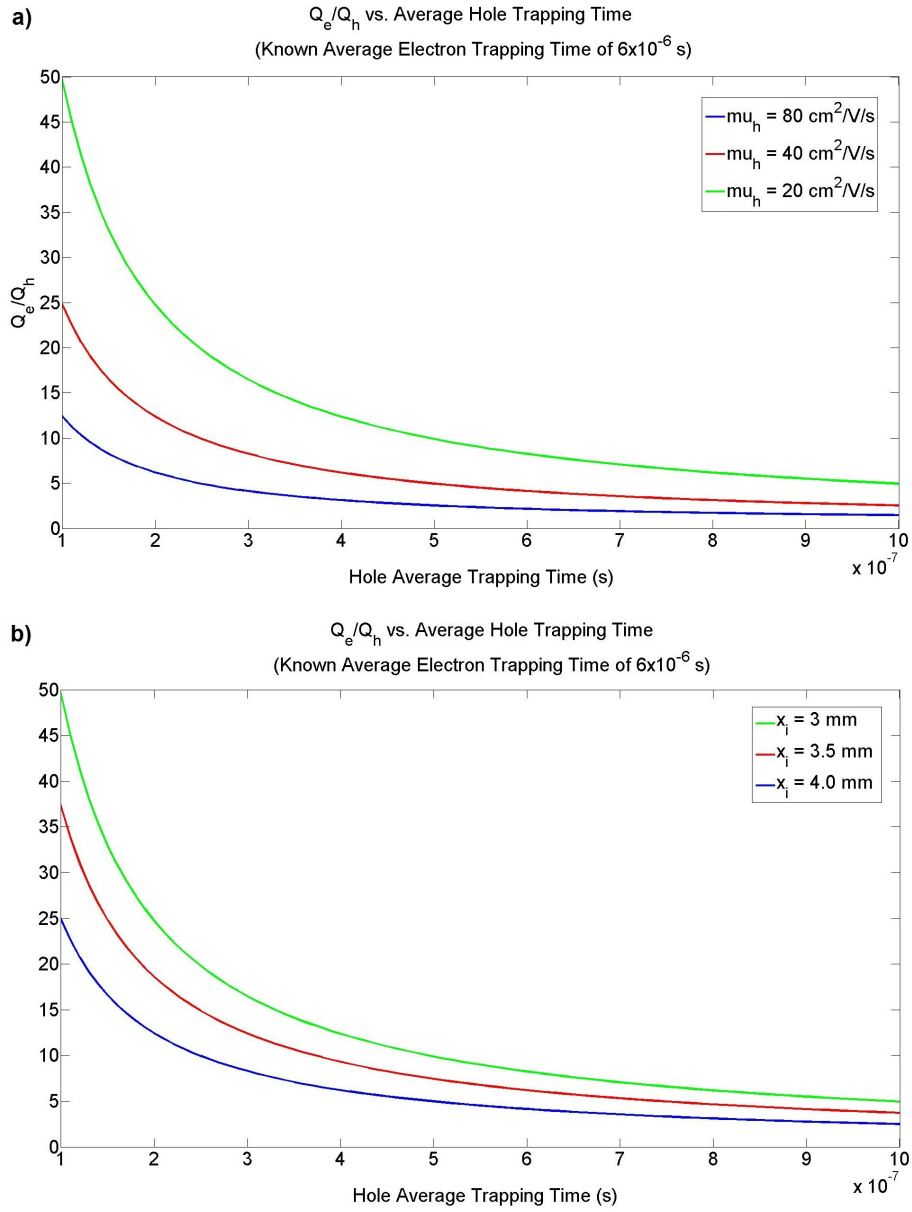 a)
Q_e/Q_h vs. Average Hole Trapping Time
(Known Average Electron Trapping Time of 6x10^-6 s)
50
45
40
35
30
25
20
15
10
5
0
Q_e/Q_h
mu_h = 80 cm^2/V/s
mu_h = 40 cm^2/V/s
mu_h = 20 cm^2/V/s
1 2 3 4 5 6 7 8 9 10
x 10^-7
Hole Average Trapping Time (s)
b)
Q_e/Q_h vs. Average Hole Trapping Time
(Known Average Electron Trapping Time of 6x10^-6 s)
50
45
40
35
30
25
20
15
10
5
0
x_i = 3 mm
x_i = 3.5 mm
x_i = 4.0 mm
1 2 3 4 5 6 7 8 9 10
x 10^-7
Hole Average Trapping Time (s)